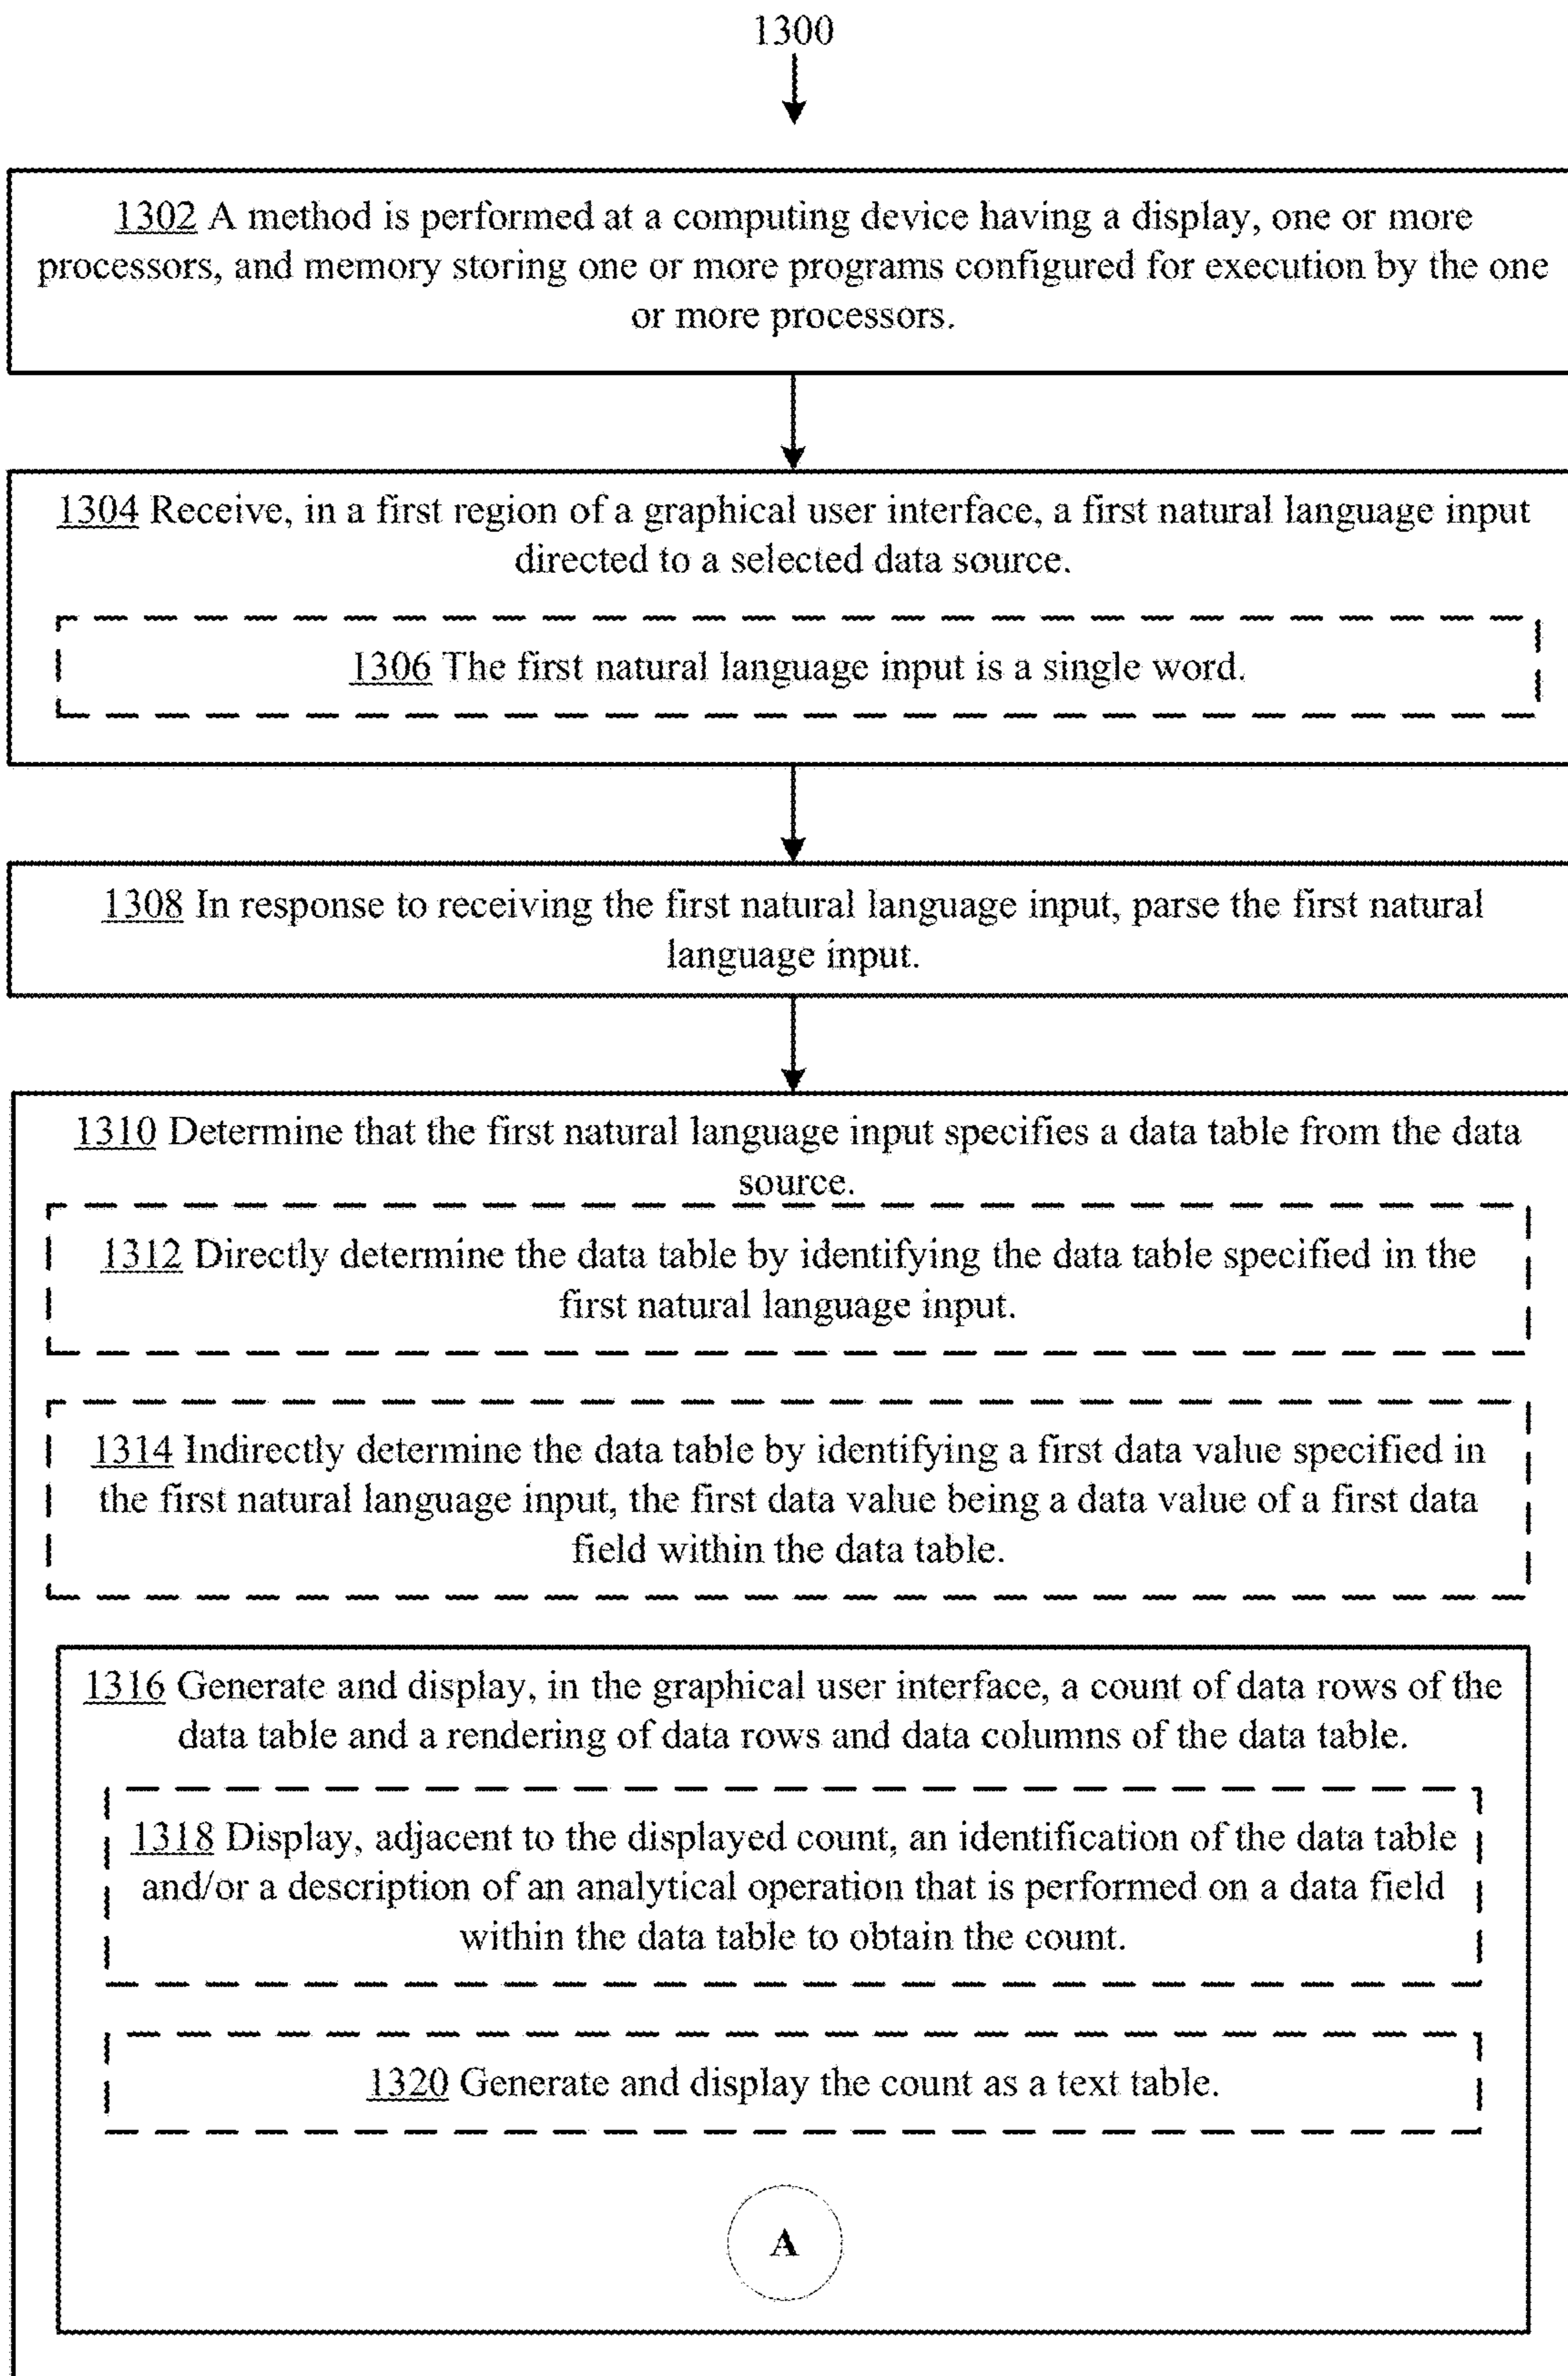 1300
1302 A method is performed at a computing device having a display, one or more
processors, and memory storing one or more programs configured for execution by the one
or more processors.
1304 Receive, in a first region of a graphical user interface, a first natural language input
directed to a selected data source.
1306 The first natural language input is a single word.
1308 In response to receiving the first natural language input, parse the first natural
language input.
1310 Determine that the first natural language input specifies a data table from the data
source.
1312 Directly determine the data table by identifying the data table specified in the
first natural language input.
1314 Indirectly determine the data table by identifying a first data value specified in
the first natural language input, the first data value being a data value of a first data
field within the data table.
1316 Generate and display, in the graphical user interface, a count of data rows of the
data table and a rendering of data rows and data columns of the data table.
1318 Display, adjacent to the displayed count, an identification of the data table
and/or a description of an analytical operation that is performed on a data field
within the data table to obtain the count.
1320 Generate and display the count as a text table.
A